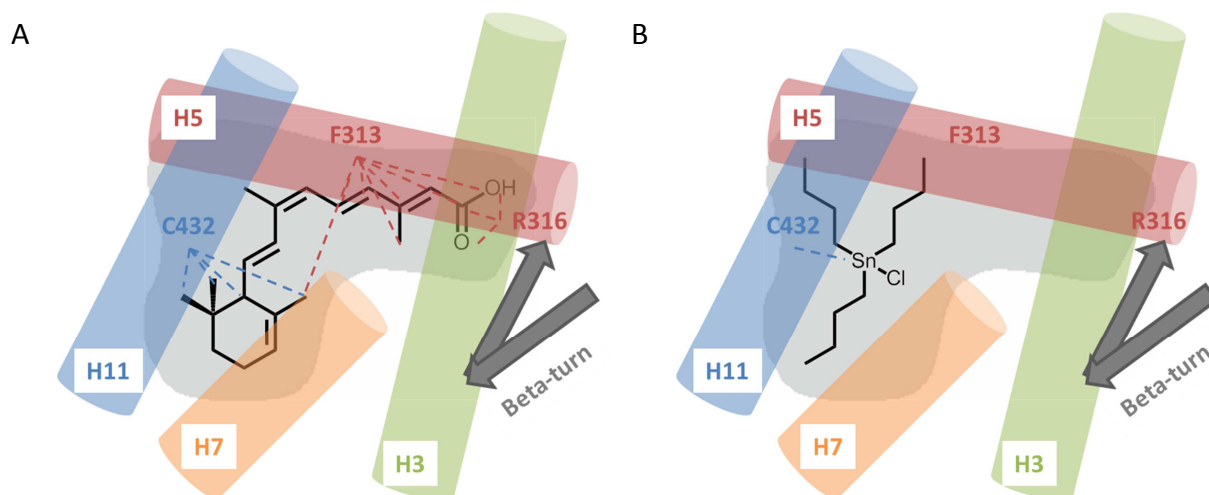 A
H5
F313
OH
O
R316
C432
H11
H7
H3
Beta-turn
B
H5
F313
R316
C432
Sn
Cl
H11
H7
H3
Beta-turn